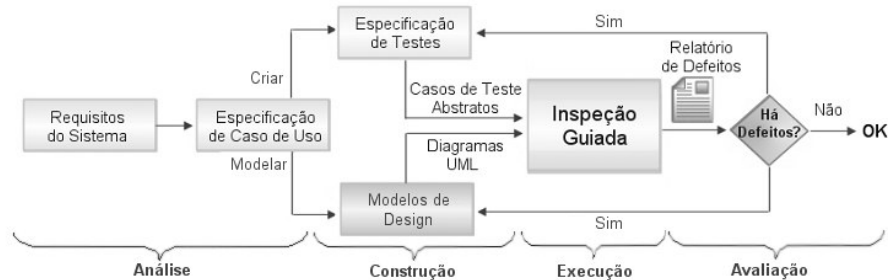 Requisitos
do Sistema
Especificação
de Caso de Uso
Criar
Modelar
Especificação
de Testes
Modelos de
Design
Casos de Teste
Abstratos
Diagramas
UML
Inspeção
Guiada
Relatório
de Defeitos
Sim
Há
Defeitos?
Não
OK
Sim
Análise
Construção
Execução
Avaliação